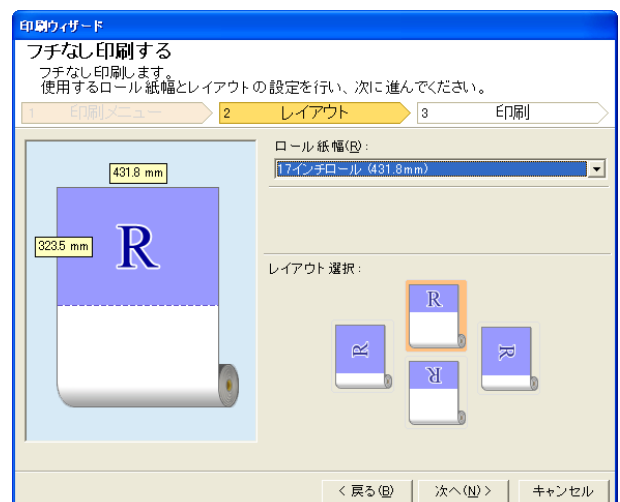 印刷ウィザード
フチなし印刷する
フチなし印刷します。
使用するロール紙幅とレイアウトの設定を行い、次に進んでください。
1 印刷メニュー 2 レイアウト 3 印刷
ロール紙幅(R):
17インチロール (431.8mm)
431.8 mm
323.5 mm
R
レイアウト選択:
R
R
R
R
< 戻る(B) 次へ(N) > キャンセル